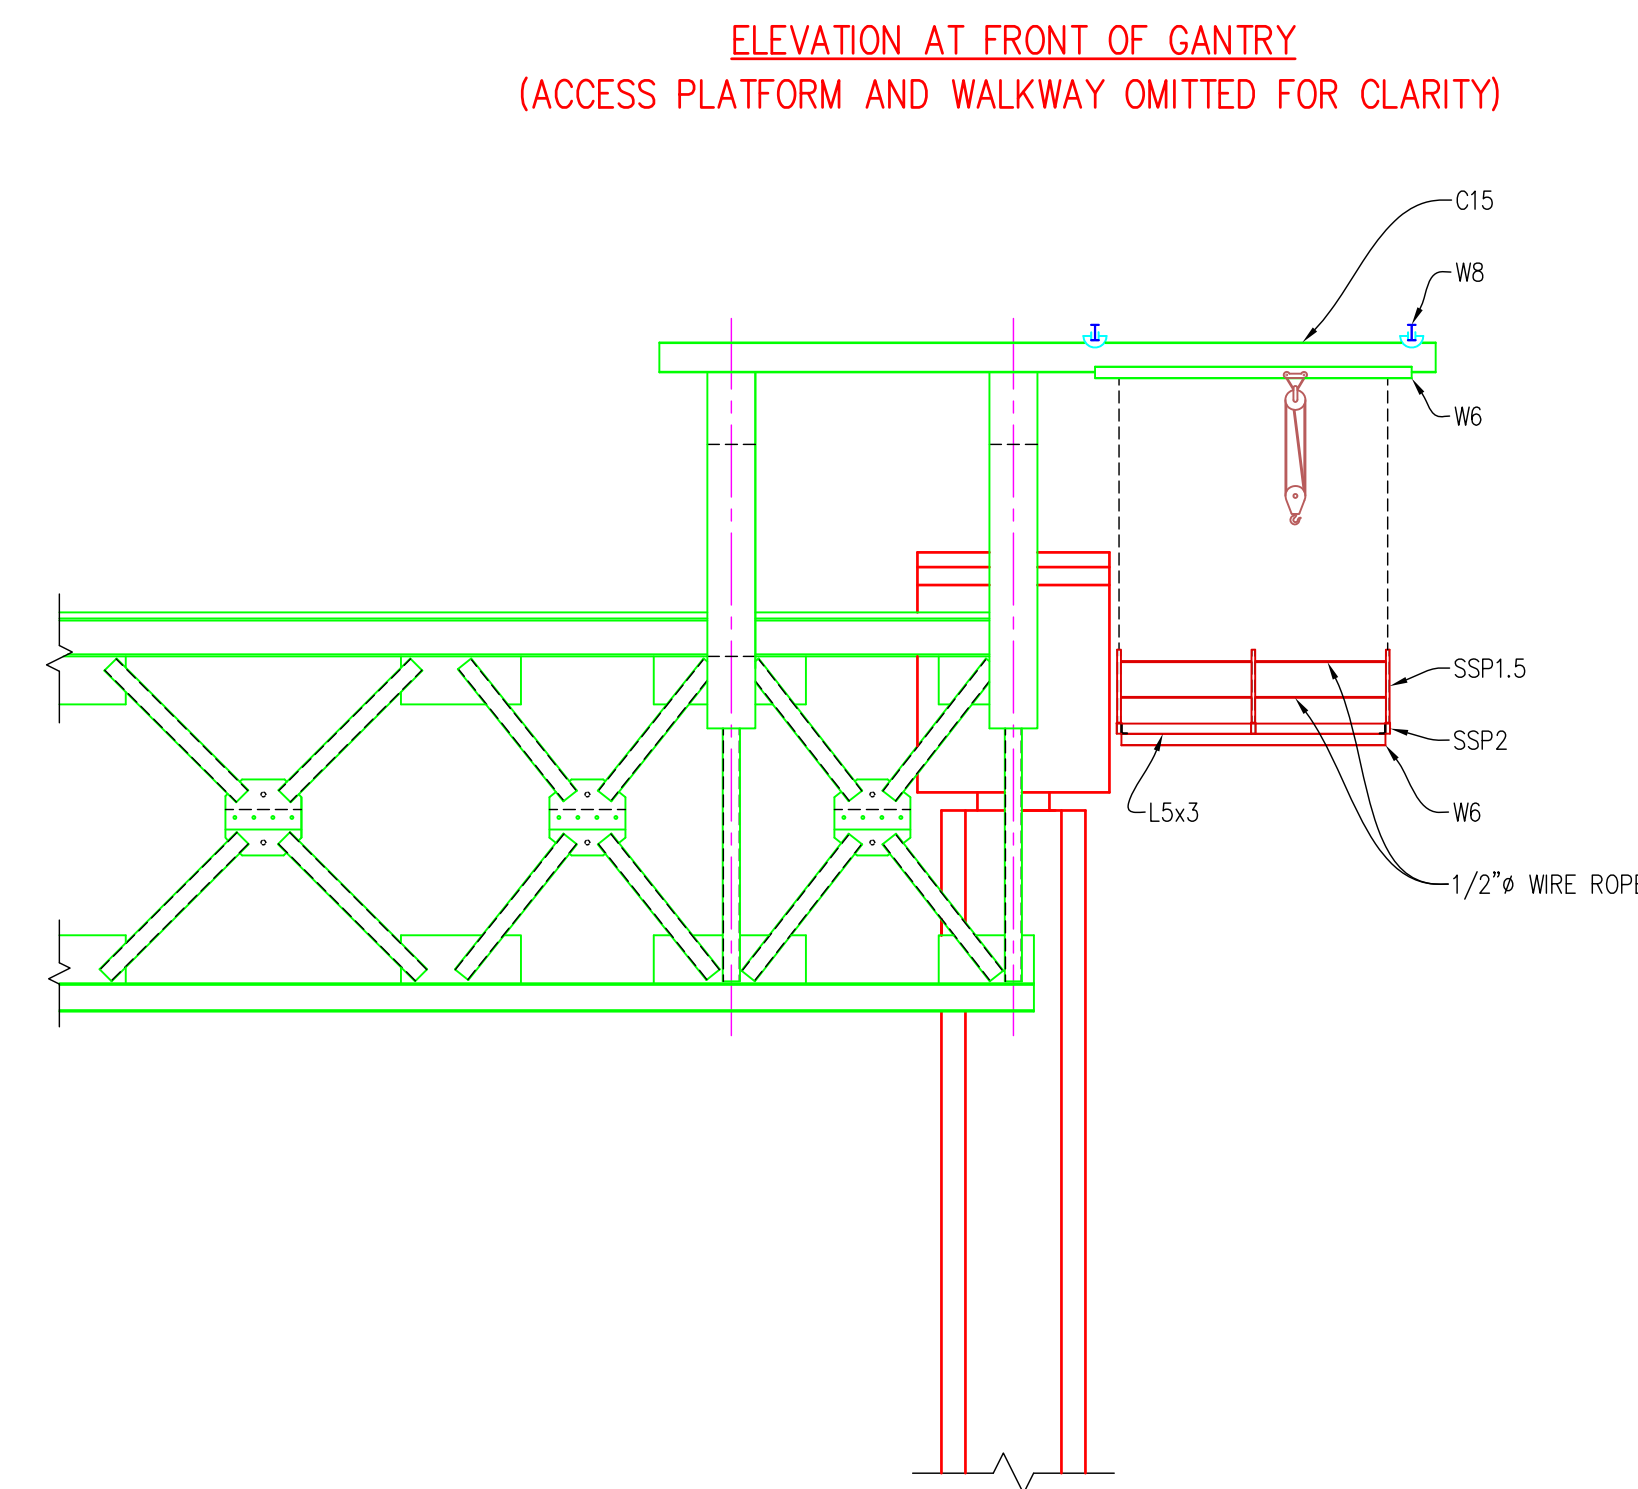 ELEVATION AT FRONT OF GANTRY
(ACCESS PLATFORM AND WALKWAY OMITTED FOR CLARITY)
C15
W8
W6
SSP1.5
SSP2
L5x3
W6
1/2"ø WIRE ROPE